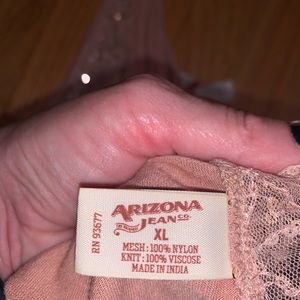 ARIZONA
JEAN CO.
XL
MESH: 100% NYLON
KNIT: 100% VISCOSE
MADE IN INDIA
RN 93677